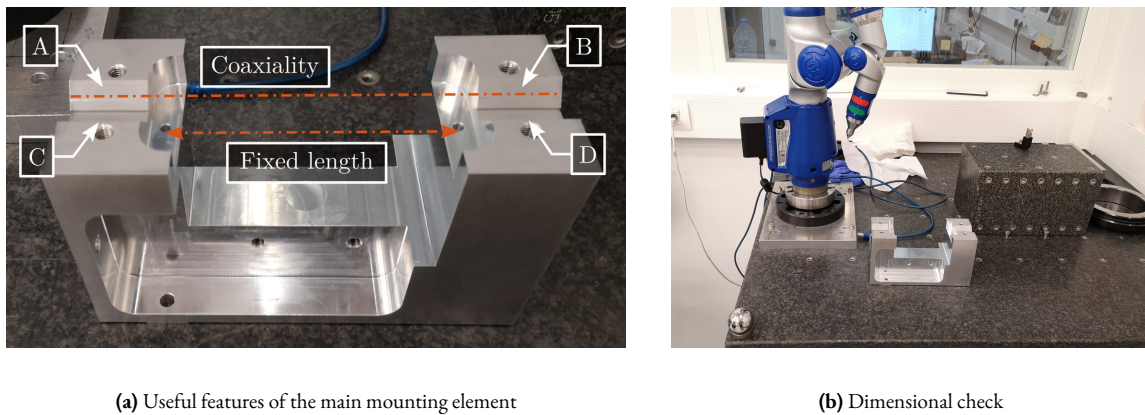 A
B
Coaxiality
C
D
Fixed length
(a) Useful features of the main mounting element
(b) Dimensional check